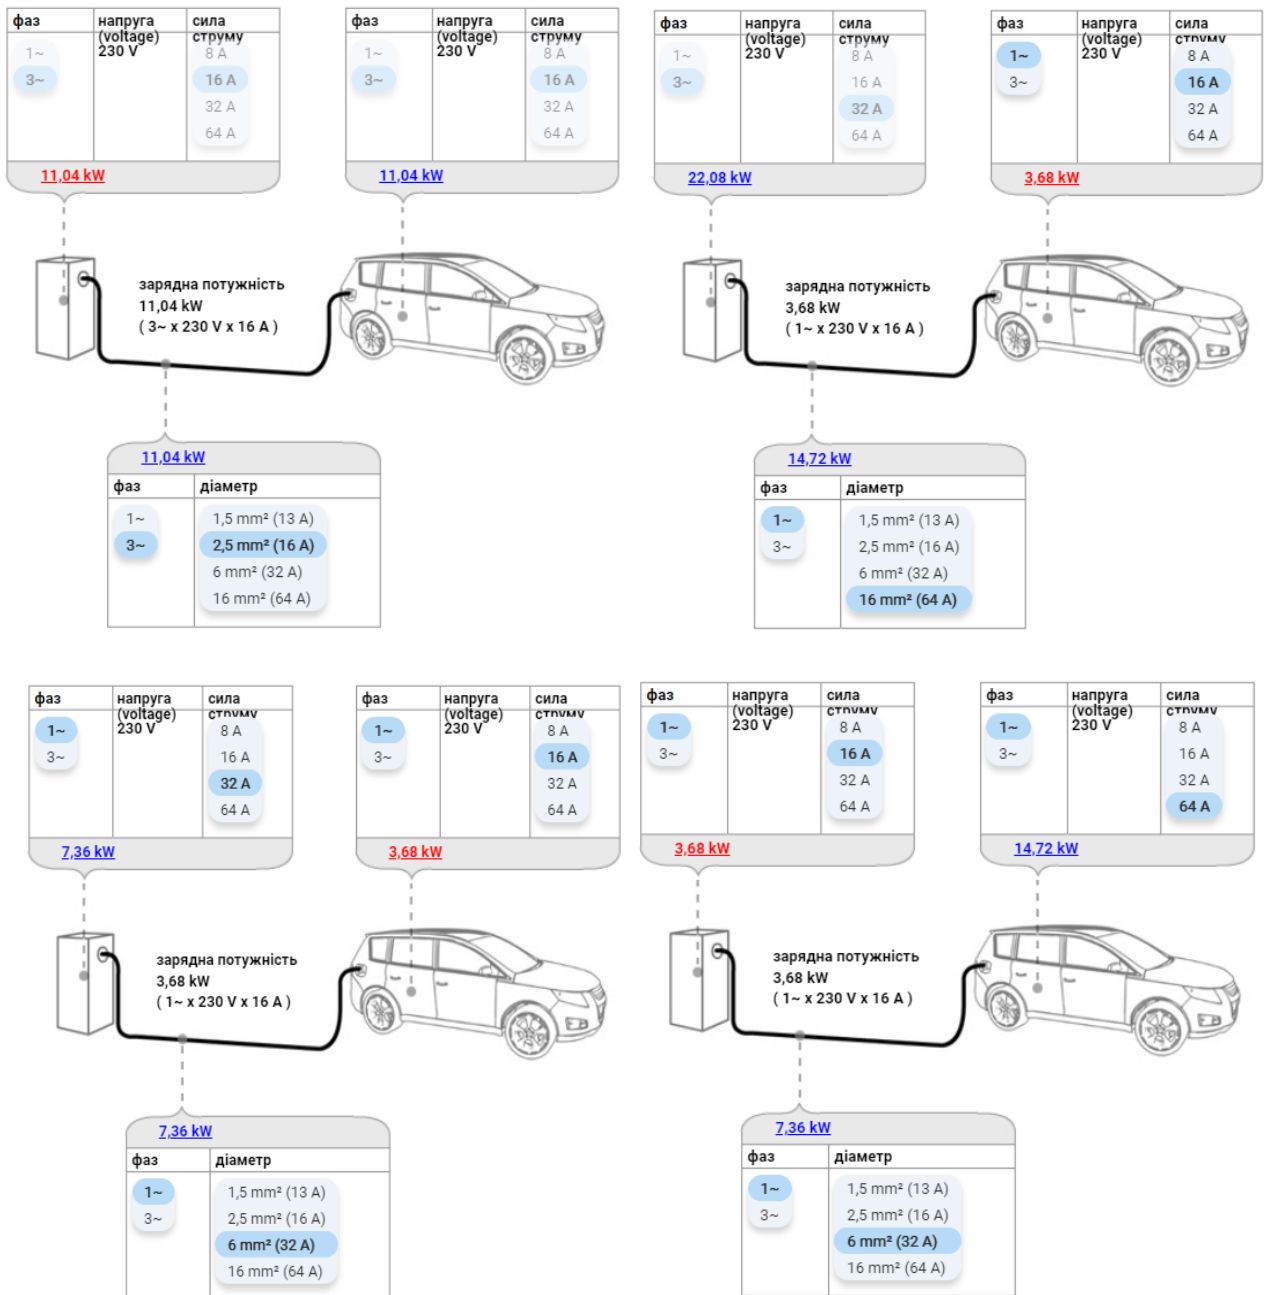 фаз напруга (voltage) сила струму
1~ 230 V 8 A
3~ 16 A
32 A
64 A
11,04 kW
фаз напруга (voltage) сила струму
1~ 230 V 8 A
3~ 16 A
32 A
64 A
11,04 kW
зарядна потужність
11,04 kW
( 3~ x 230 V x 16 A )
11,04 kW
фаз діаметр
1~ 1,5 mm² (13 A)
3~ 2,5 mm² (16 A)
6 mm² (32 A)
16 mm² (64 A)
фаз напруга (voltage) сила струму
1~ 230 V 8 A
3~ 16 A
32 A
64 A
22,08 kW
фаз напруга (voltage) сила струму
1~ 230 V 8 A
3~ 16 A
32 A
64 A
3,68 kW
зарядна потужність
3,68 kW
( 1~ x 230 V x 16 A )
14,72 kW
фаз діаметр
1~ 1,5 mm² (13 A)
3~ 2,5 mm² (16 A)
6 mm² (32 A)
16 mm² (64 A)
фаз напруга (voltage) сила струму
1~ 230 V 8 A
3~ 16 A
32 A
64 A
7,36 kW
фаз напруга (voltage) сила струму
1~ 230 V 8 A
3~ 16 A
32 A
64 A
3,68 kW
зарядна потужність
3,68 kW
( 1~ x 230 V x 16 A )
7,36 kW
фаз діаметр
1~ 1,5 mm² (13 A)
3~ 2,5 mm² (16 A)
6 mm² (32 A)
16 mm² (64 A)
фаз напруга (voltage) сила струму
1~ 230 V 8 A
3~ 16 A
32 A
64 A
3,68 kW
фаз напруга (voltage) сила струму
1~ 230 V 8 A
3~ 16 A
32 A
64 A
14,72 kW
зарядна потужність
3,68 kW
( 1~ x 230 V x 16 A )
7,36 kW
фаз діаметр
1~ 1,5 mm² (13 A)
3~ 2,5 mm² (16 A)
6 mm² (32 A)
16 mm² (64 A)